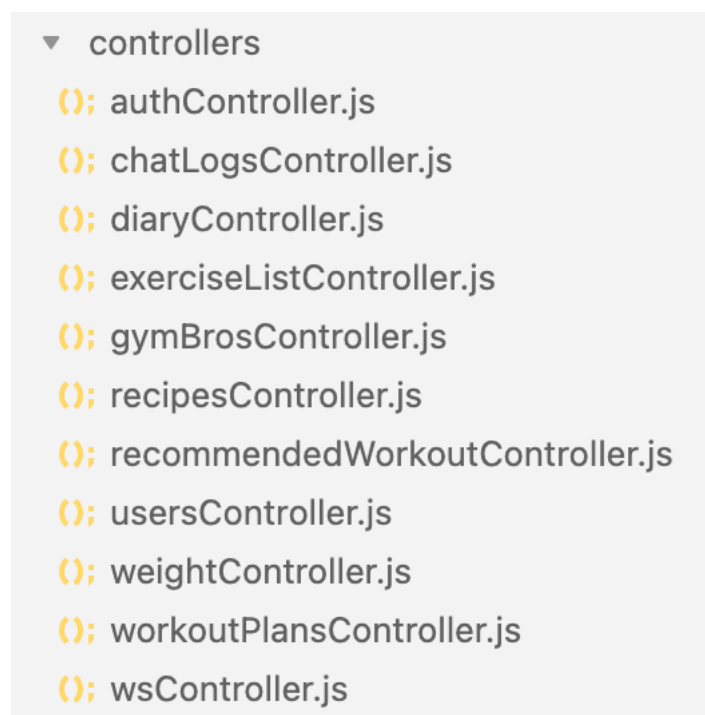 controllers
(); authController.js
(); chatLogsController.js
(); diaryController.js
(); exerciseListController.js
(); gymBrosController.js
(); recipesController.js
(); recommendedWorkoutController.js
(); usersController.js
(); weightController.js
(); workoutPlansController.js
(); wsController.js